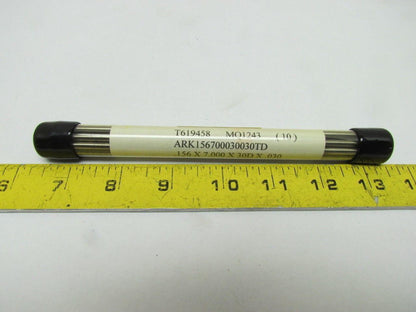 T619458 MO1243 (10)
ARK156700030030TD
.156 X 7.000 X 30D X .030
6 7 8 9 10 11 12 13